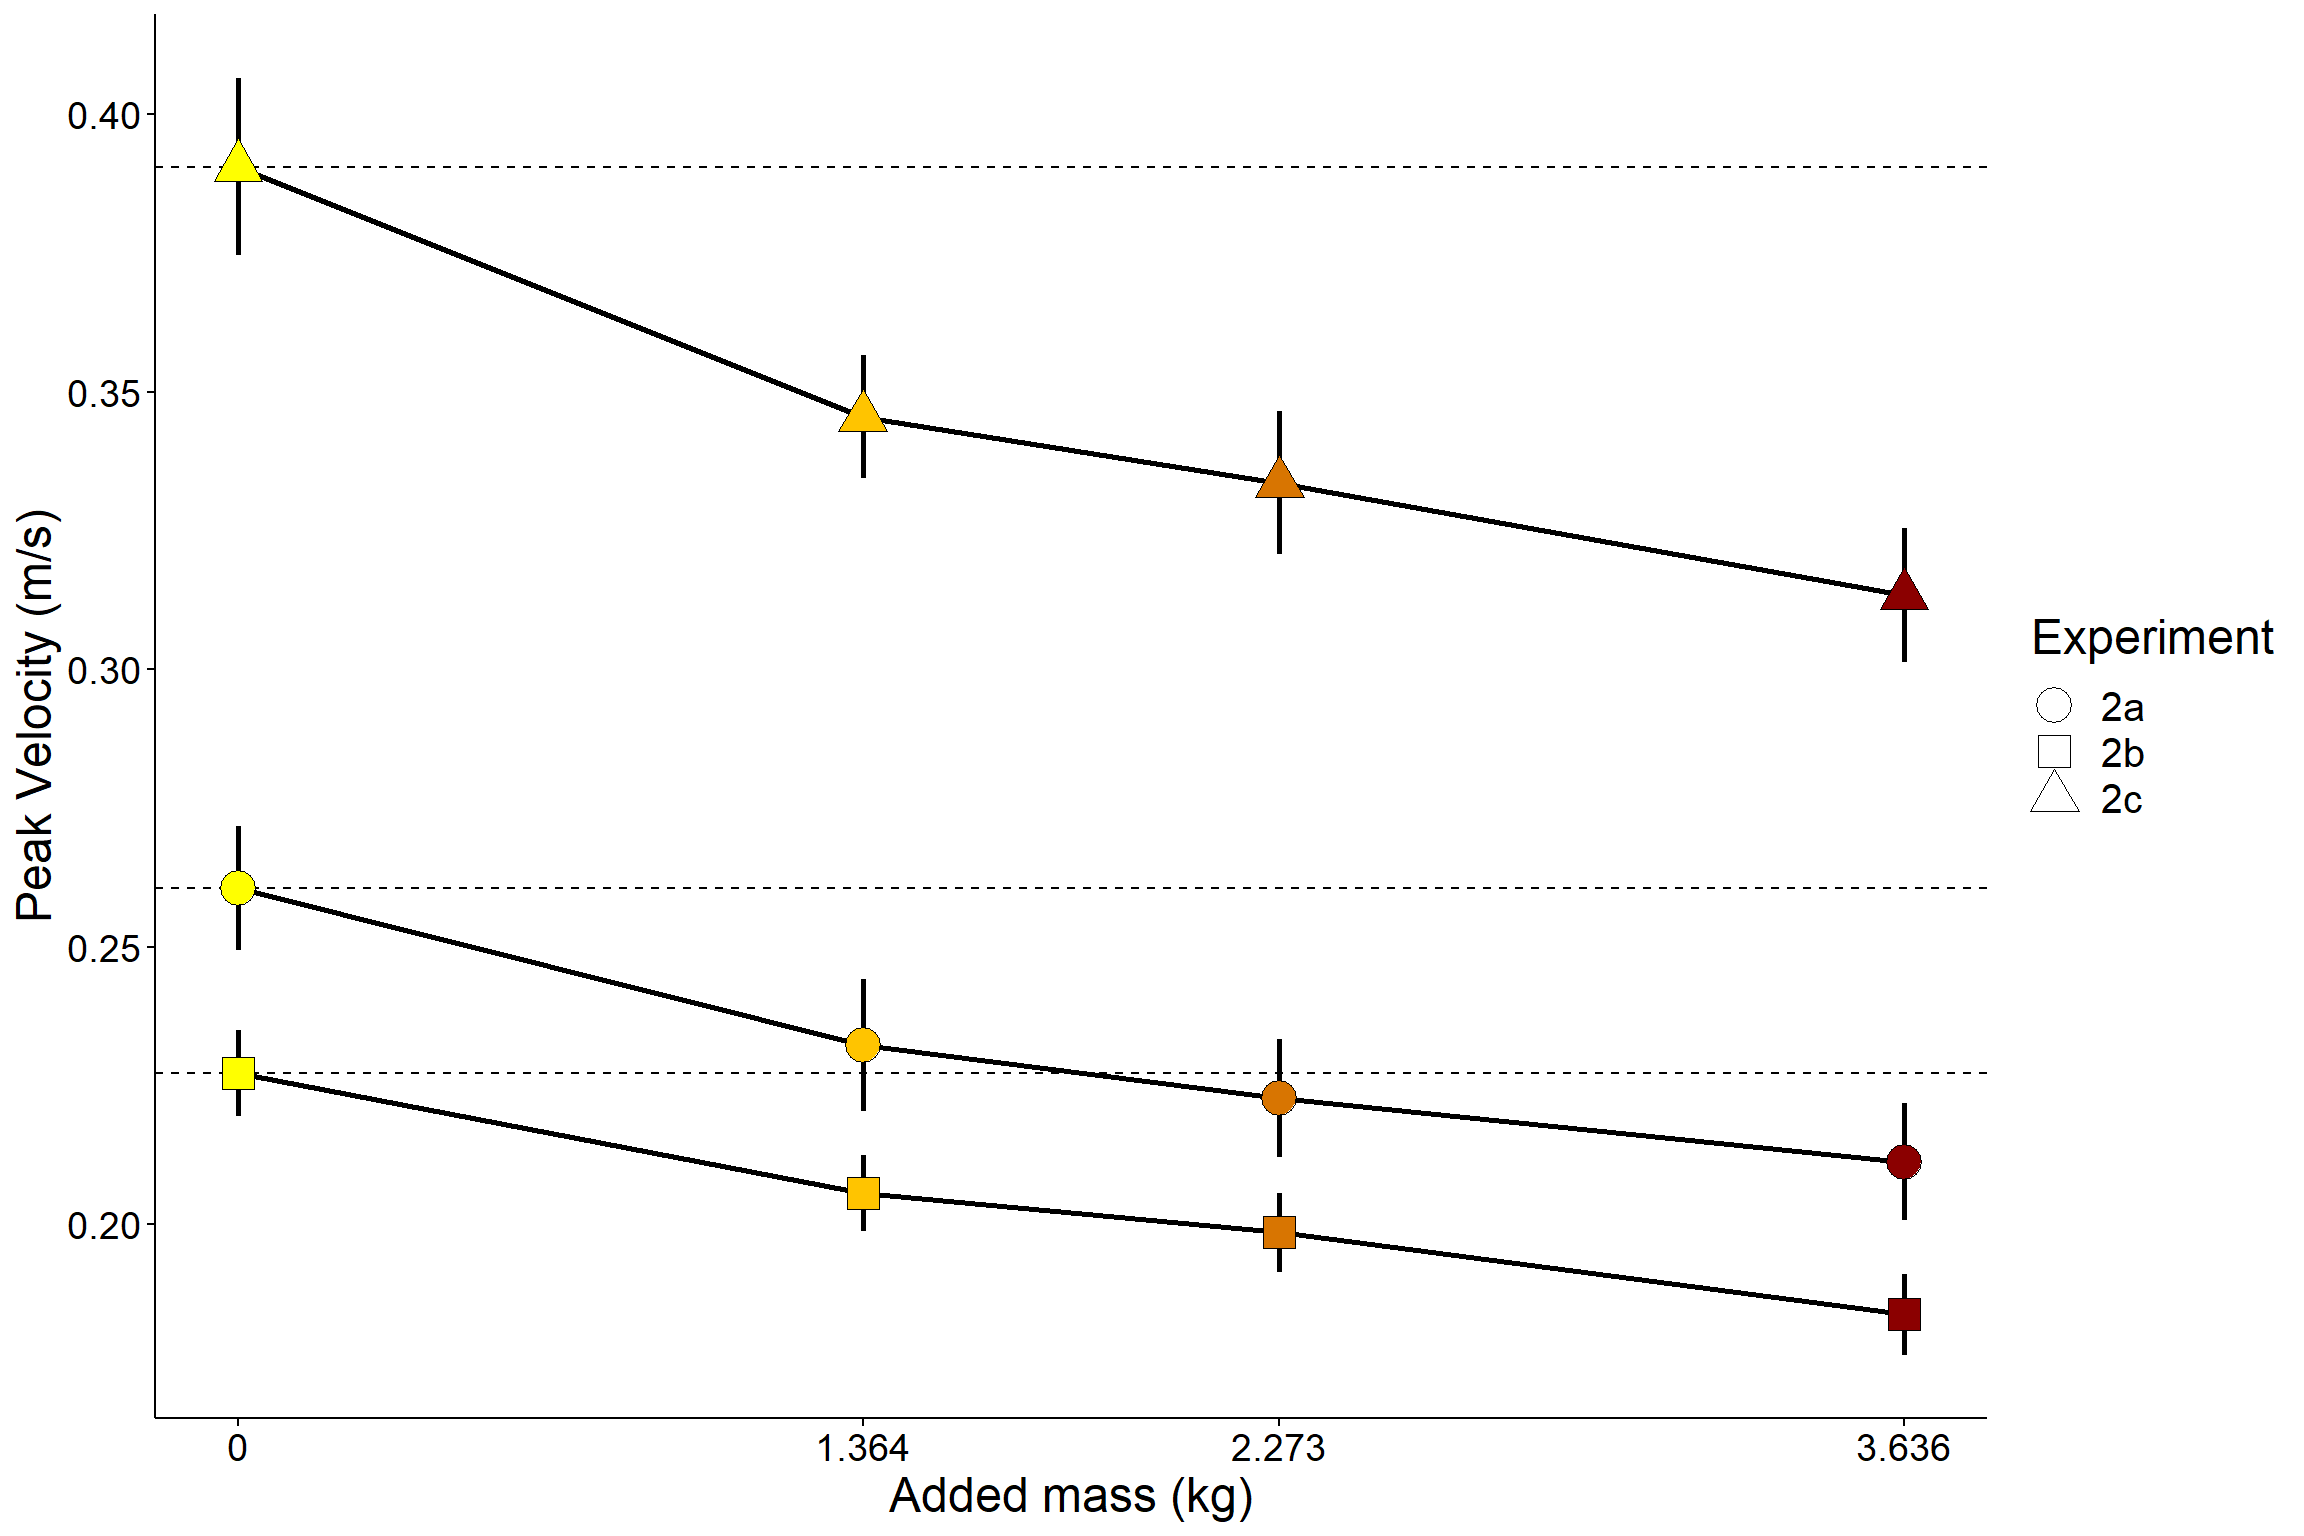 Peak Velocity (m/s)
0.40
0.35
0.30
0.25
0.20
0 1.364 2.273 3.636
Added mass (kg)
Experiment
2a
2b
2c